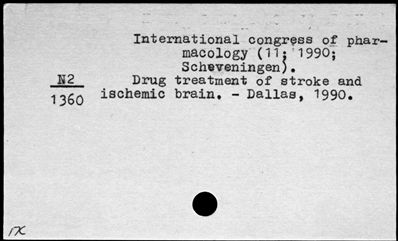 International congress of phar-
macology (11; 1990;
Scheveningen).
N2
1360
Drug treatment of stroke and
ischemic brain. - Dallas, 1990.